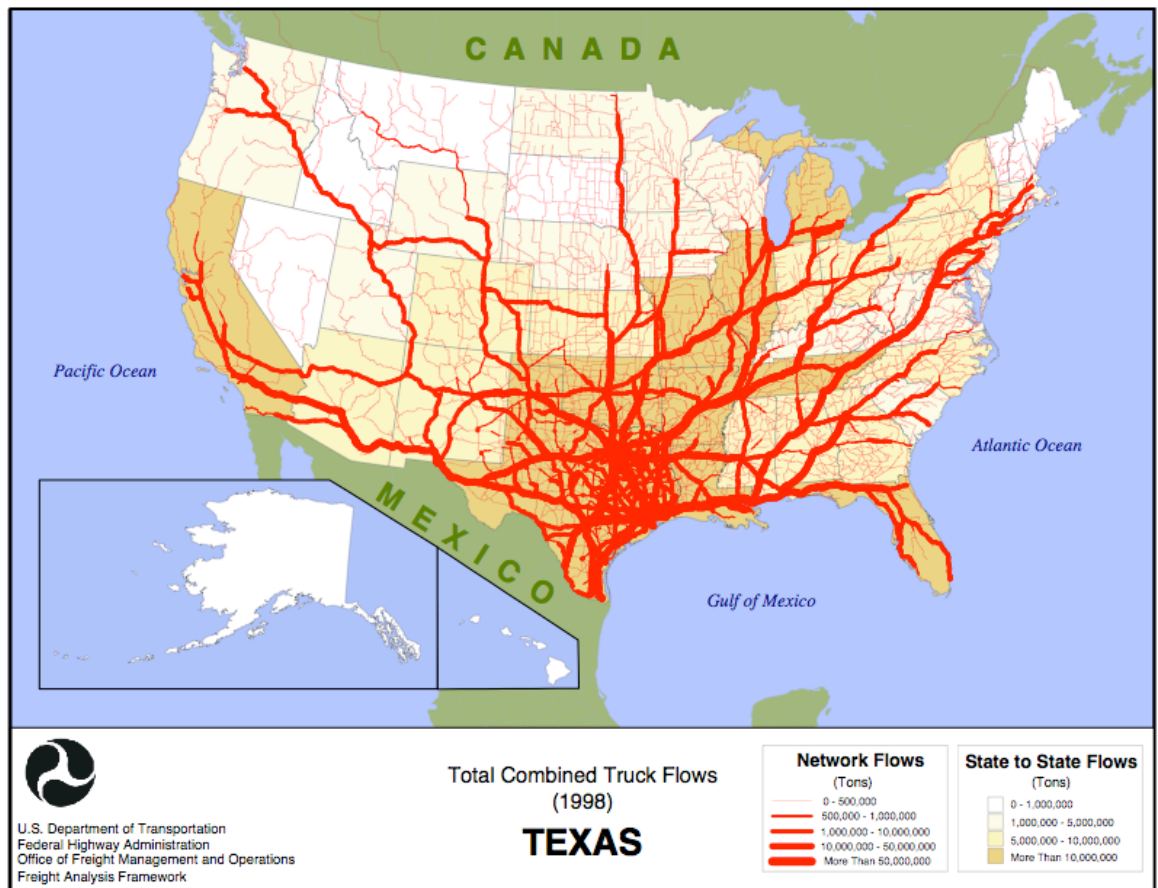 CANADA
Pacific Ocean
Atlantic Ocean
MEXICO
Gulf of Mexico
U.S. Department of Transportation
Federal Highway Administration
Office of Freight Management and Operations
Freight Analysis Framework
Total Combined Truck Flows
(1998)
TEXAS
Network Flows
(Tons)
0 - 500,000
500,000 - 1,000,000
1,000,000 - 10,000,000
10,000,000 - 50,000,000
More Than 50,000,000
State to State Flows
(Tons)
0 - 1,000,000
1,000,000 - 5,000,000
5,000,000 - 10,000,000
More Than 10,000,000